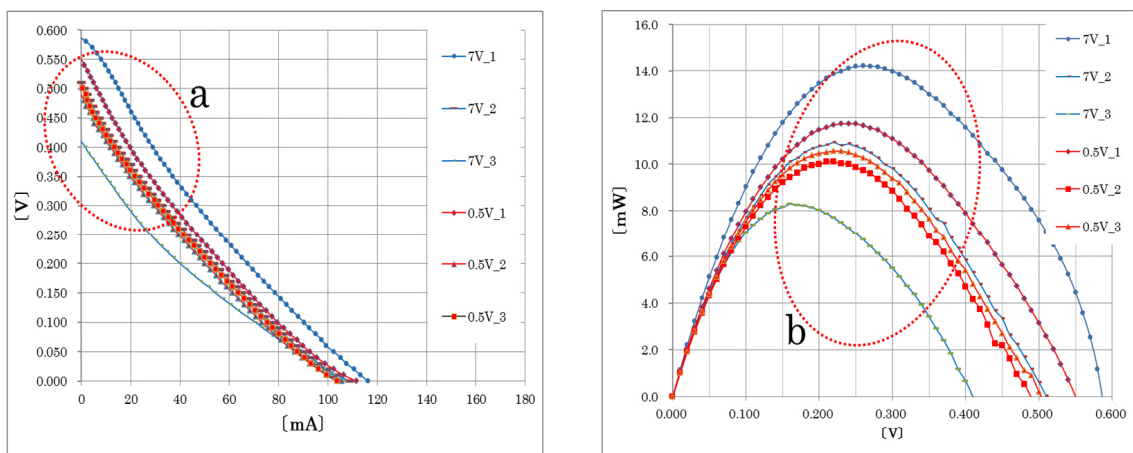 0.600
0.550
0.500
0.450
0.400
0.350
0.300
0.250
0.200
0.150
0.100
0.050
0.000
[V]
a
7V_1
7V_2
7V_3
0.5V_1
0.5V_2
0.5V_3
0 20 40 60 80 100 120 140 160 180
[mA]
16.0
14.0
12.0
10.0
8.0
6.0
4.0
2.0
0.0
[mW]
b
7V_1
7V_2
7V_3
0.5V_1
0.5V_2
0.5V_3
0.000 0.100 0.200 0.300 0.400 0.500 0.600
[V]